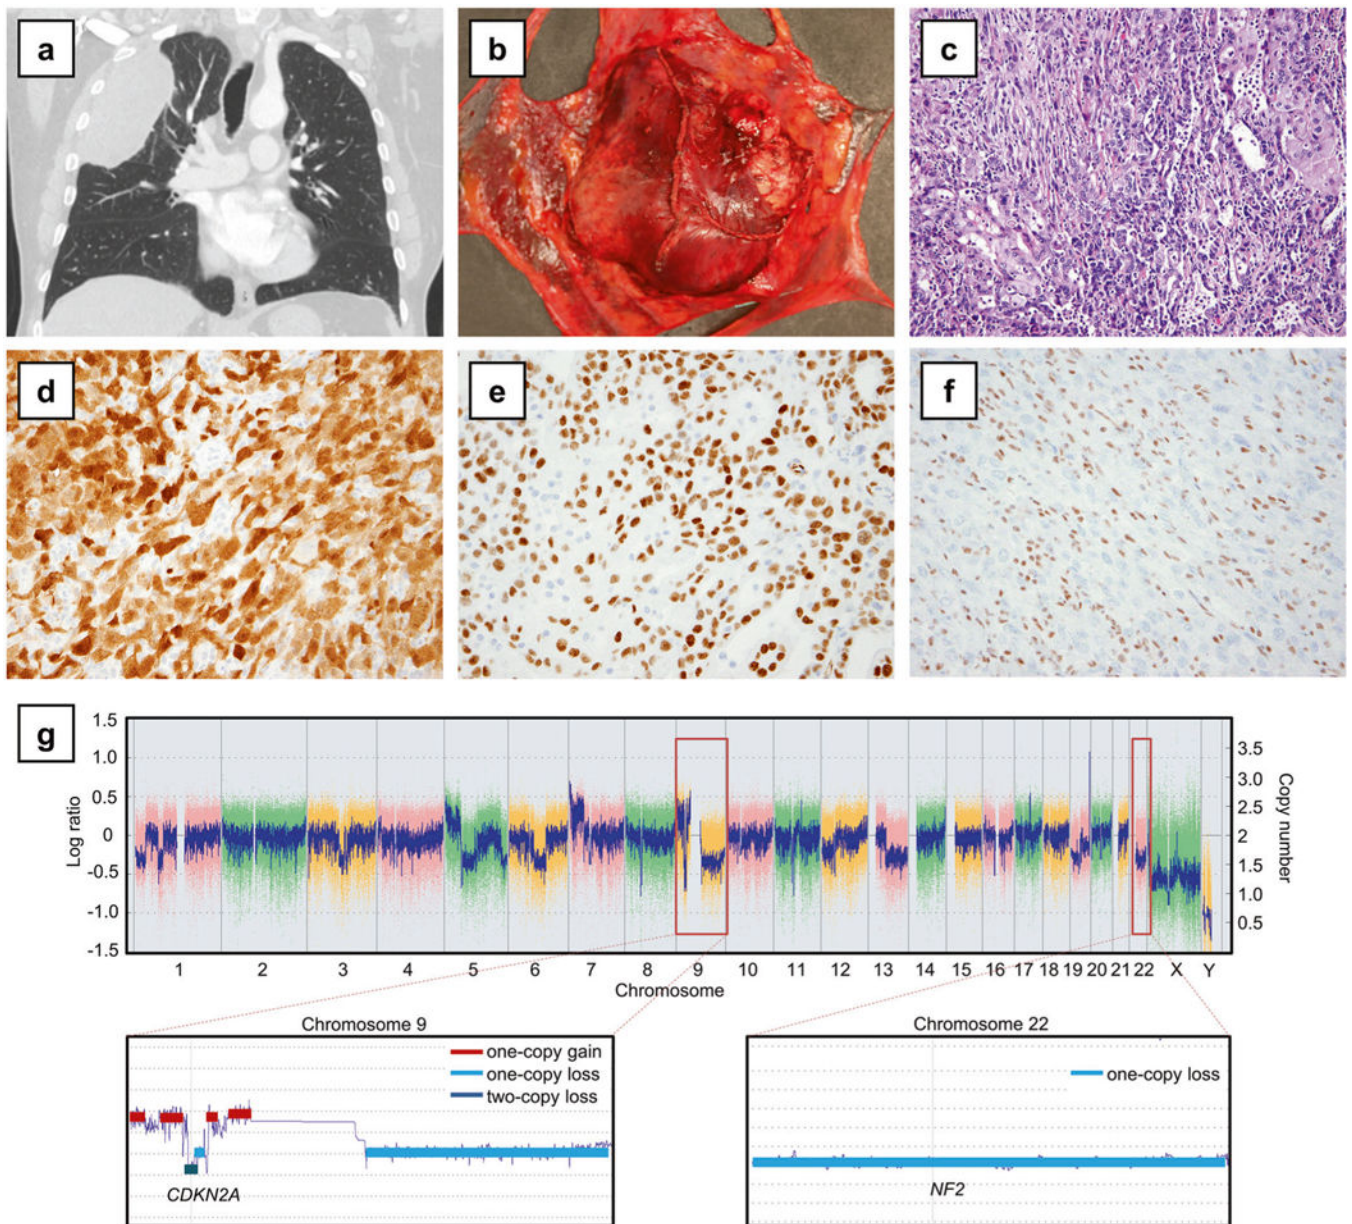 a
b
c
d
e
f
g
1.5
1.0
0.5
0
-0.5
-1.0
-1.5
Log ratio
3.5
3.0
2.5
2
1.5
1.0
0.5
Copy number
1 2 3 4 5 6 7 8 9 10 11 12 13 14 15 16 17 18 19 20 21 22 X Y
Chromosome
Chromosome 9
one-copy gain
one-copy loss
two-copy loss
CDKN2A
Chromosome 22
one-copy loss
NF2